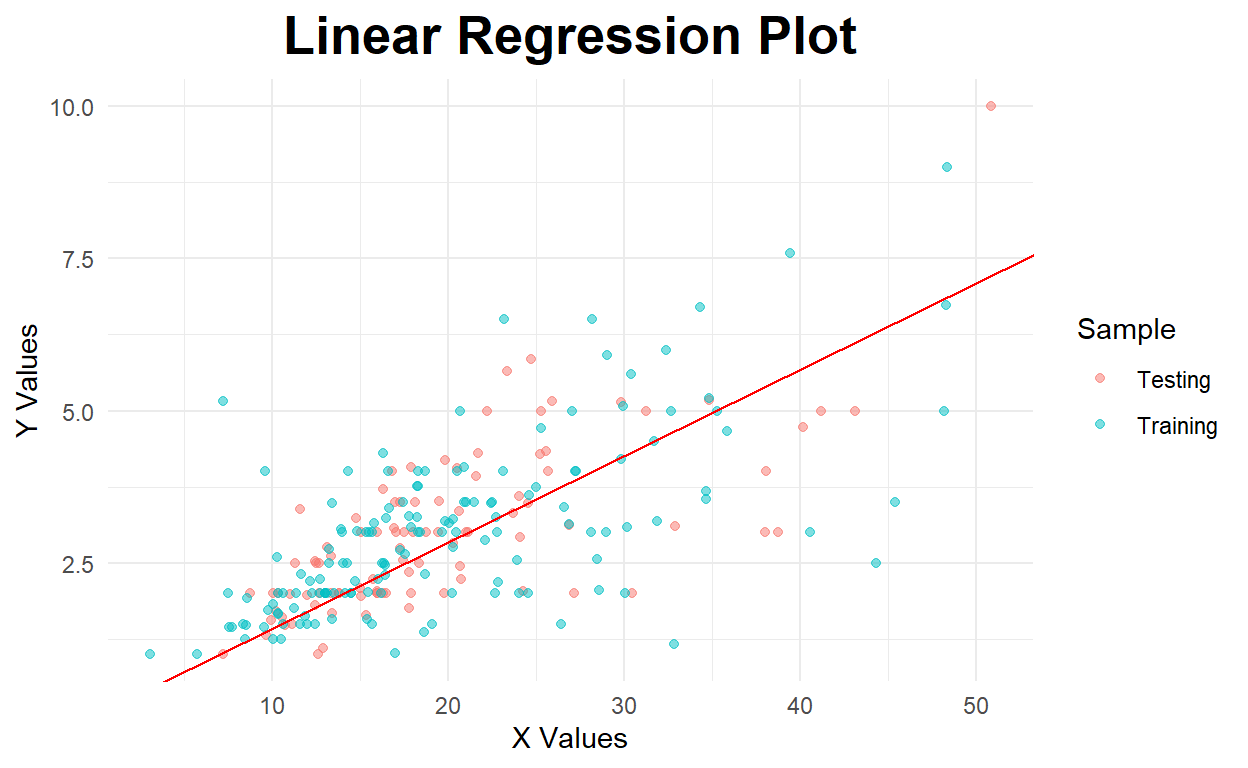 Linear Regression Plot
10.0
7.5
5.0
2.5
Y Values
10 20 30 40 50
X Values
Sample
Testing
Training